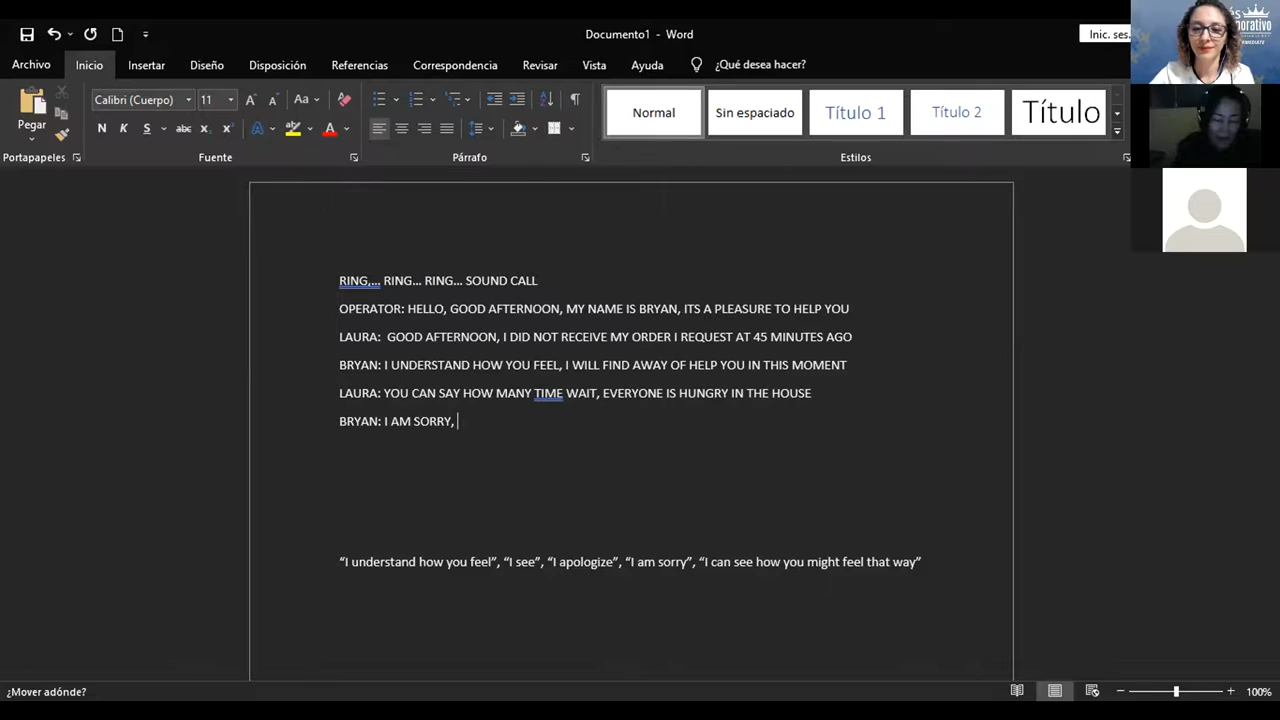 Documento1 - Word
Inic. ses.
Archivo Inicio Insertar Diseño Disposición Referencias Correspondencia Revisar Vista Ayuda ¿Qué desea hacer?
Pegar
Calibri (Cuerpo) 11
Aa
N K S abc x₂ x² A A
Normal Sin espaciado Título 1 Título 2 Título
Portapapeles Fuente Párrafo Estilos
RING,… RING… RING… SOUND CALL
OPERATOR: HELLO, GOOD AFTERNOON, MY NAME IS BRYAN, ITS A PLEASURE TO HELP YOU
LAURA:  GOOD AFTERNOON, I DID NOT RECEIVE MY ORDER I REQUEST AT 45 MINUTES AGO
BRYAN: I UNDERSTAND HOW YOU FEEL, I WILL FIND AWAY OF HELP YOU IN THIS MOMENT
LAURA: YOU CAN SAY HOW MANY TIME WAIT, EVERYONE IS HUNGRY IN THE HOUSE
BRYAN: I AM SORRY,
“I understand how you feel”, “I see”, “I apologize”, “I am sorry”, “I can see how you might feel that way”
¿Mover adónde?
100%